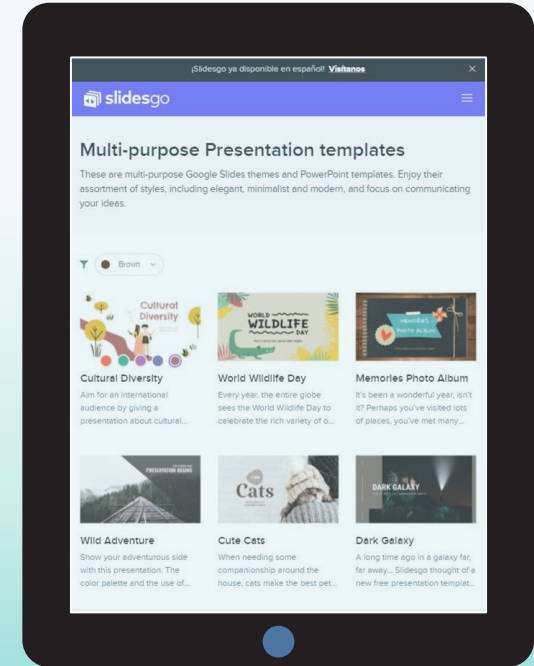 ¡Slidesgo ya disponible en español! Visítanos
slidesgo
Multi-purpose Presentation templates
These are multi-purpose Google Slides themes and PowerPoint templates. Enjoy their
assortment of styles, including elegant, minimalist and modern, and focus on communicating
your ideas.
Brown
Cultural
Diversity
WORLD
WILDLIFE
DAY
MEMORIES
PHOTO ALBUM
Cultural Diversity
Aim for an international
audience by giving a
presentation about cultural...
World Wildlife Day
Every year, the entire globe
sees the World Wildlife Day to
celebrate the rich variety of o...
Memories Photo Album
It's been a wonderful year, isn't
it? Perhaps you've visited lots
of places, you've met many...
PRESENTATION BEGINS
Cats
DARK GALAXY
Wild Adventure
Show your adventurous side
with this presentation. The
color palette and the use of...
Cute Cats
When needing some
companionship around the
house, cats make the best pet...
Dark Galaxy
A long time ago in a galaxy far,
far away... Slidesgo thought of a
new free presentation templat...